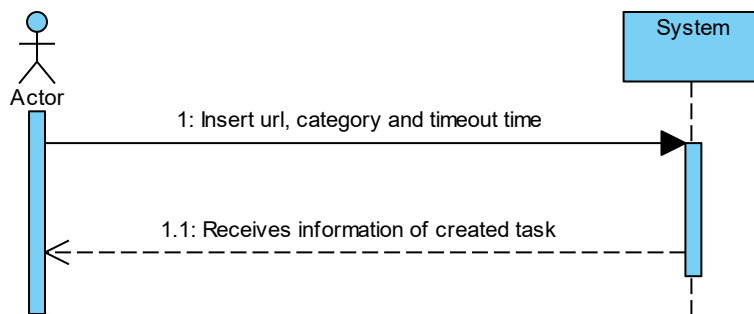 System
Actor
1: Insert url, category and timeout time
1.1: Receives information of created task